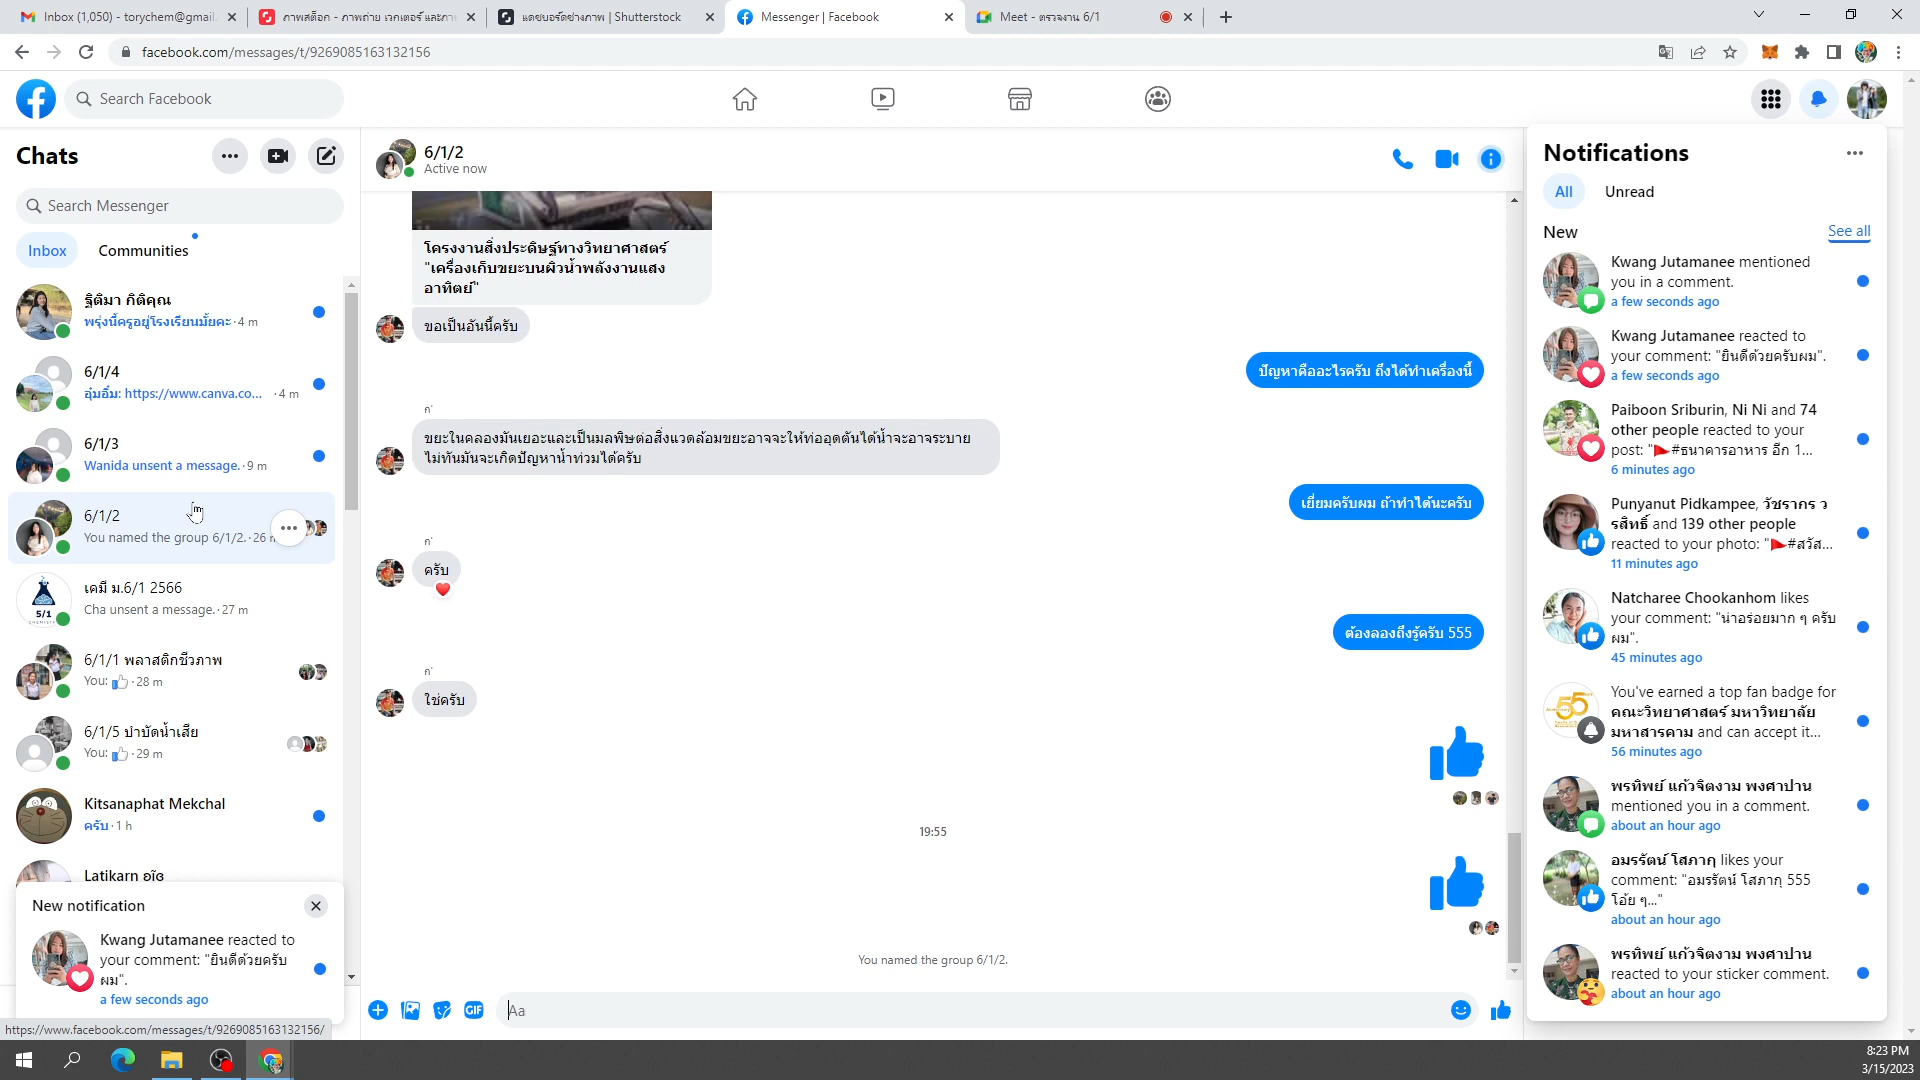 Inbox (1,050) - torychem@gmail.
ภาพสต็อก - ภาพถ่าย เวกเตอร์ และภา
แดชบอร์ดช่างภาพ | Shutterstock
Messenger | Facebook
Meet - ตรวจงาน 6/1
facebook.com/messages/t/9269085163132156
Search Facebook
Chats
Search Messenger
Inbox
Communities
ฐิติมา กิติคุณ
พรุ่งนี้ครูอยู่โรงเรียนมั้ยคะ · 4 m
6/1/4
อุ๋มอิ๋ม: https://www.canva.co... · 4 m
6/1/3
Wanida unsent a message. · 9 m
6/1/2
You named the group 6/1/2. · 26 m
5/1
เคมี ม.6/1 2566
Cha unsent a message. · 27 m
6/1/1 พลาสติกชีวภาพ
You: 👍 · 28 m
6/1/5 บำบัดน้ำเสีย
You: 👍 · 29 m
Kitsanaphat Mekchal
ครับ · 1 h
Latikarn
New notification
Kwang Jutamanee reacted to
your comment: "ยินดีด้วยครับ
ผม".
a few seconds ago
https://www.facebook.com/messages/t/9269085163132156/
6/1/2
Active now
โครงงานสิ่งประดิษฐ์ทางวิทยาศาสตร์
"เครื่องเก็บขยะบนผิวน้ำพลังงานแสง
อาทิตย์"
ขอเป็นอันนี้ครับ
ปัญหาคืออะไรครับ ถึงได้ทำเครื่องนี้
ก'
ขยะในคลองมันเยอะและเป็นมลพิษต่อสิ่งแวดล้อมขยะอาจจะให้ท่ออุดตันได้น้ำจะอาจระบาย
ไม่ทันมันจะเกิดปัญหาน้ำท่วมได้ครับ
เยี่ยมครับผม ถ้าทำได้นะครับ
ก'
ครับ
ต้องลองถึงรู้ครับ 555
ก'
ใช่ครับ
19:55
You named the group 6/1/2.
GIF
Aa
Notifications
All
Unread
New
See all
Kwang Jutamanee mentioned
you in a comment.
a few seconds ago
Kwang Jutamanee reacted to
your comment: "ยินดีด้วยครับผม".
a few seconds ago
Paiboon Sriburin, Ni Ni and 74
other people reacted to your
post: "🚩#ธนาคารอาหาร อีก 1...
6 minutes ago
Punyanut Pidkampee, วัชรากร ว
รสิทธิ์ and 139 other people
reacted to your photo: "🚩#สวัส...
11 minutes ago
Natcharee Chookanhom likes
your comment: "น่าอร่อยมาก ๆ ครับ
ผม".
45 minutes ago
55
You've earned a top fan badge for
คณะวิทยาศาสตร์ มหาวิทยาลัย
มหาสารคาม and can accept it...
56 minutes ago
พรทิพย์ แก้วจิตงาม พงศาปาน
mentioned you in a comment.
about an hour ago
อมรรัตน์ โสภากุ likes your
comment: "อมรรัตน์ โสภากุ 555
โอ้ย ๆ..."
about an hour ago
พรทิพย์ แก้วจิตงาม พงศาปาน
reacted to your sticker comment.
about an hour ago
8:23 PM
3/15/2023